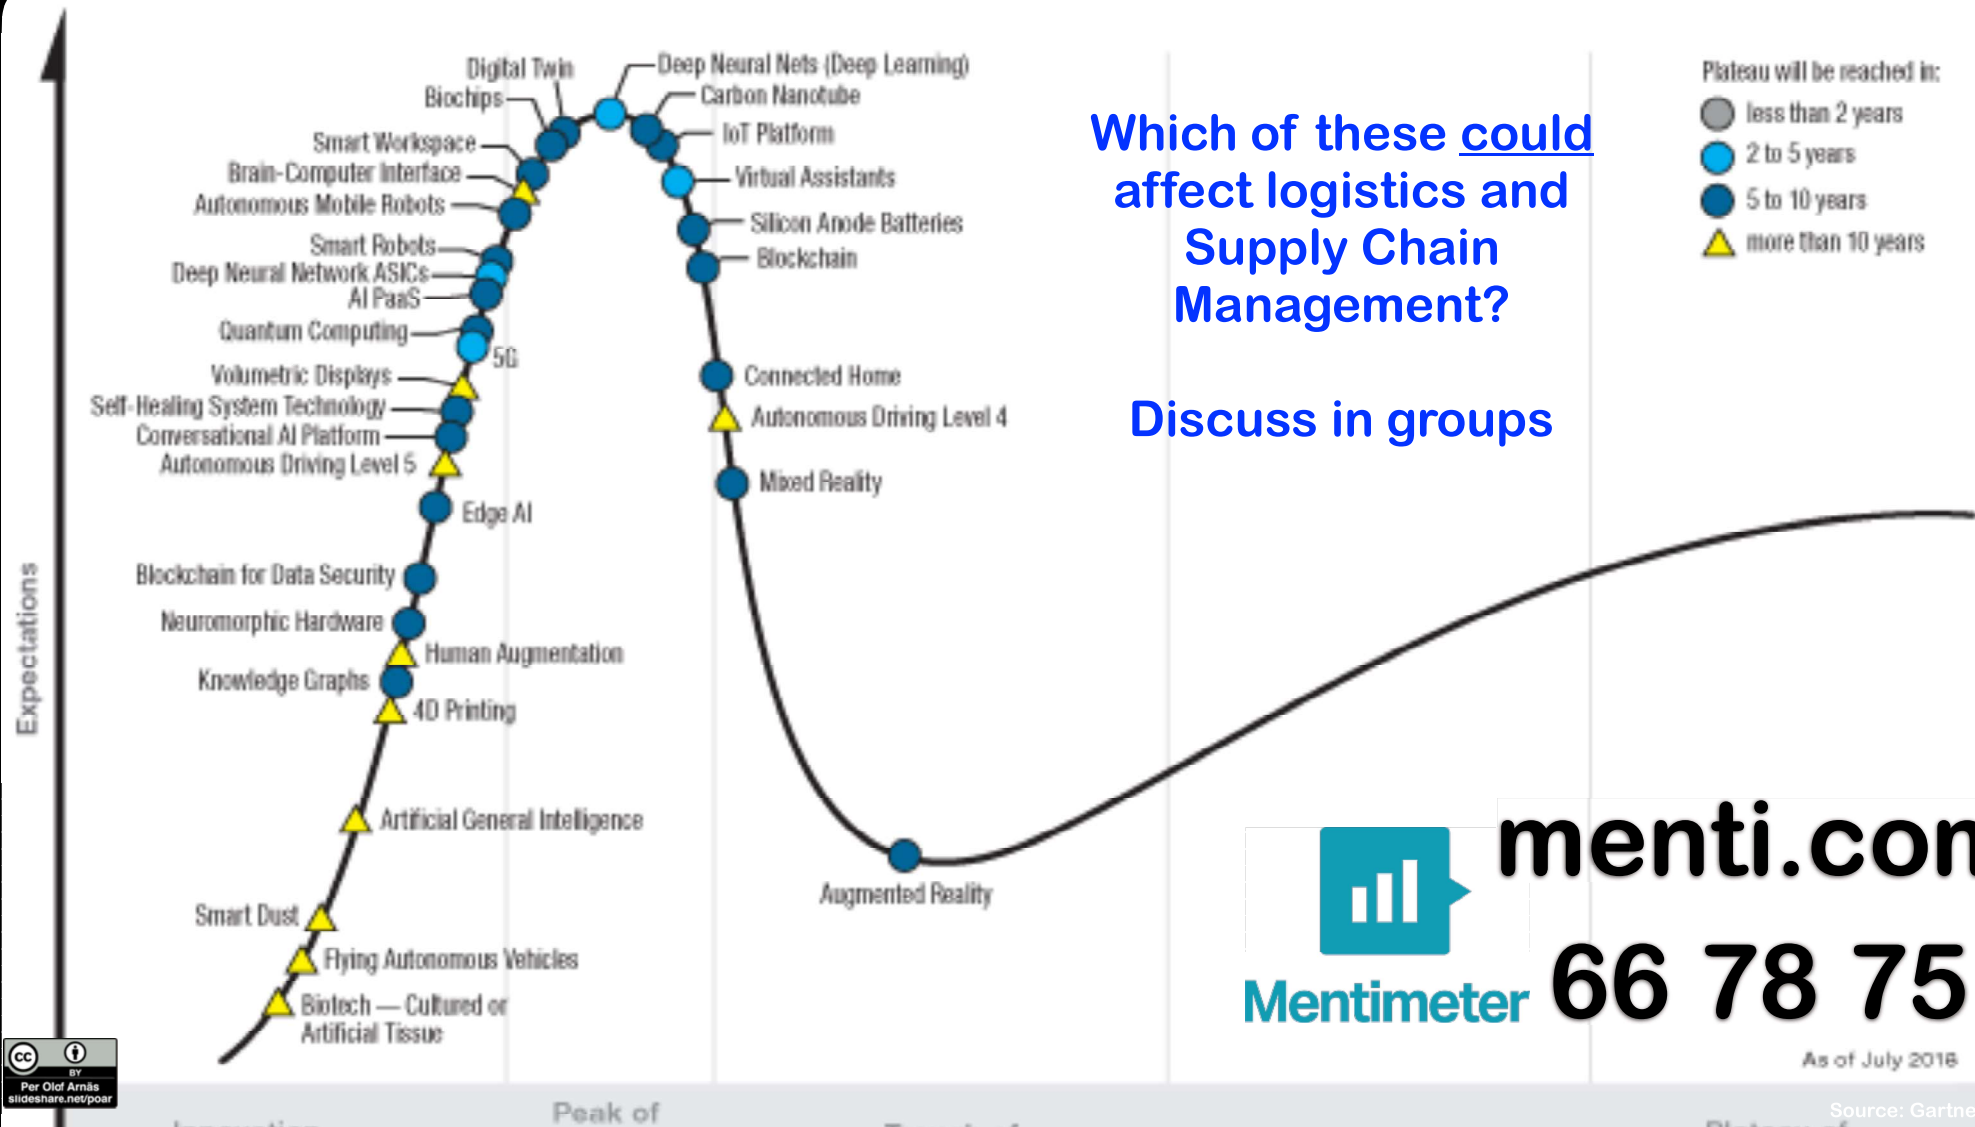 Digital Twin
Biochips
Smart Workspace
Brain-Computer Interface
Autonomous Mobile Robots
Smart Robots
Deep Neural Network ASICs
AI PaaS
Quantum Computing
5G
Volumetric Displays
Self-Healing System Technology
Conversational AI Platform
Autonomous Driving Level 5
Edge AI
Blockchain for Data Security
Neuromorphic Hardware
Human Augmentation
Knowledge Graphs
4D Printing
Artificial General Intelligence
Smart Dust
Flying Autonomous Vehicles
Biotech — Cultured or
Artificial Tissue
Deep Neural Nets (Deep Learning)
Carbon Nanotube
IoT Platform
Virtual Assistants
Silicon Anode Batteries
Blockchain
Connected Home
Autonomous Driving Level 4
Mixed Reality
Augmented Reality
Which of these could
affect logistics and
Supply Chain
Management?
Discuss in groups
Plateau will be reached in:
less than 2 years
2 to 5 years
5 to 10 years
more than 10 years
Expectations
menti.com
Mentimeter
66 78 75
As of July 2018
Source: Gartne
cc
BY
Per Olof Arnäs
slideshare.net/poar
Peak of